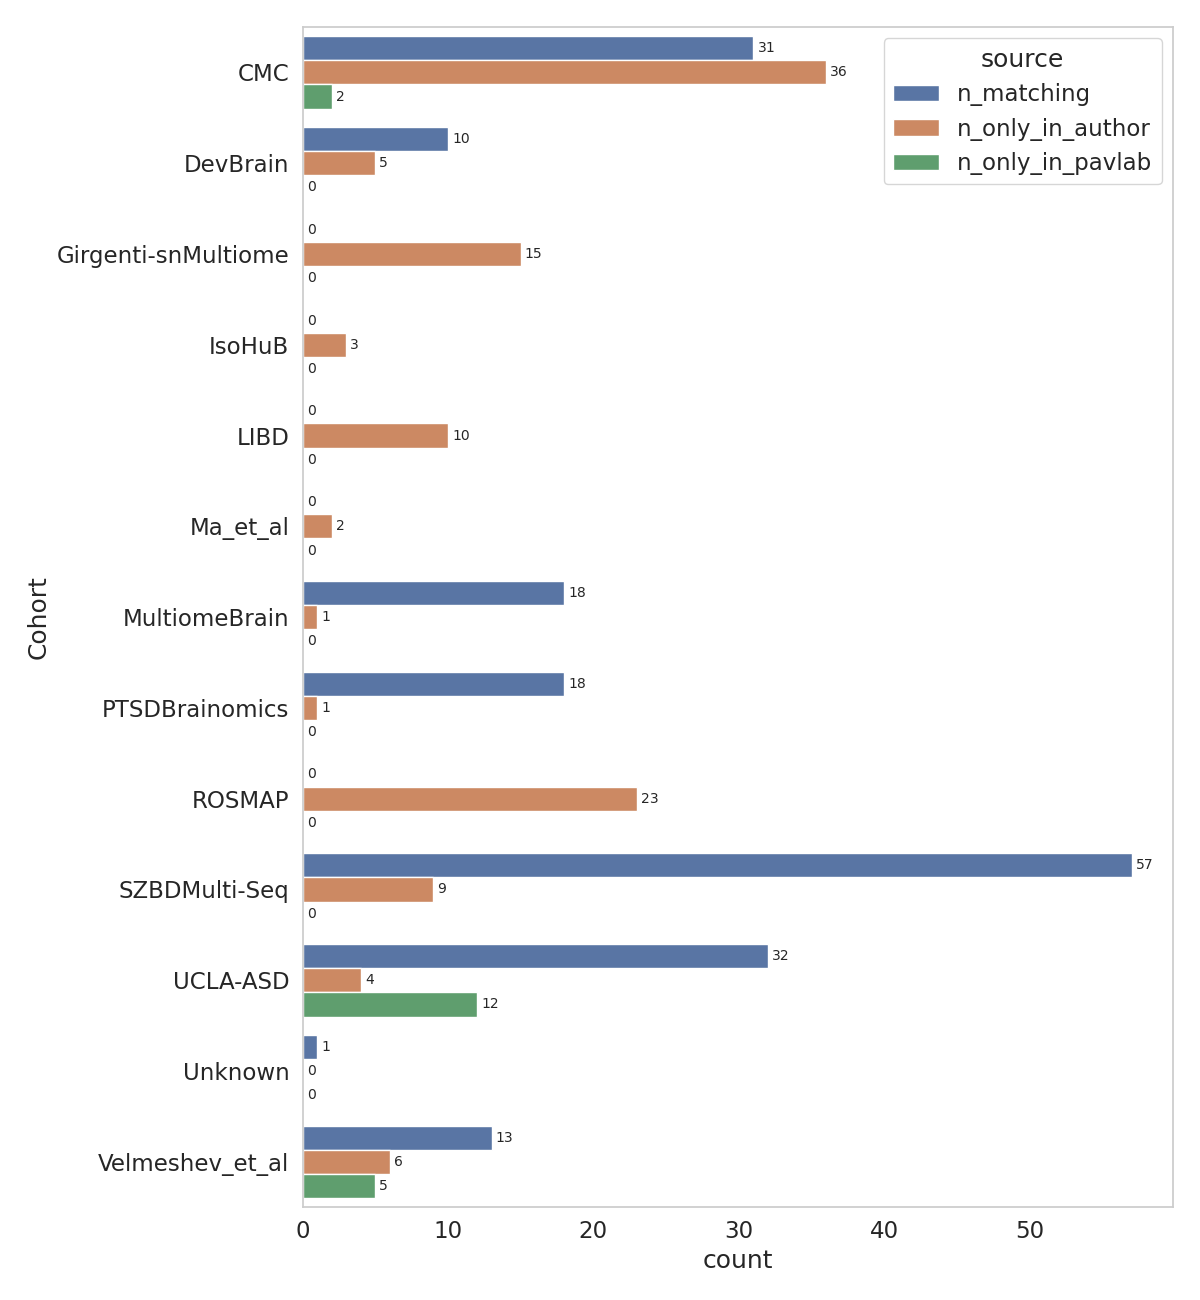 source
n_matching
n_only_in_author
n_only_in_pavlab
CMC
31
36
2
DevBrain
10
5
0
Girgenti-snMultiome
0
15
0
IsoHuB
0
3
0
LIBD
0
10
0
Ma_et_al
0
2
0
MultiomeBrain
18
1
0
PTSDBrainomics
18
1
0
ROSMAP
0
23
0
SZBDMulti-Seq
57
9
0
UCLA-ASD
32
4
12
Unknown
1
0
0
Velmeshev_et_al
13
6
5
Cohort
0 10 20 30 40 50
count